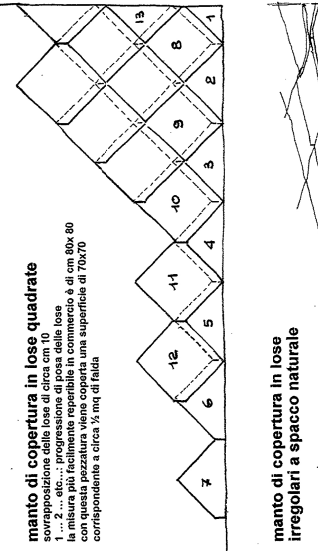 manto di copertura in lose quadrate
sovrapposizione delle lose di circa cm 10
1 ... 2 ... etc...: progressione di posa delle lose
la misura più facilmente reperibile in commercio è di cm 80x 80
con questa pezzatura viene coperta una superficie di 70x70
corrispondente a circa ½ mq di falda
1
2
3
4
5
6
7
8
9
10
11
12
13
manto di copertura in lose
irregolari a spacco naturale